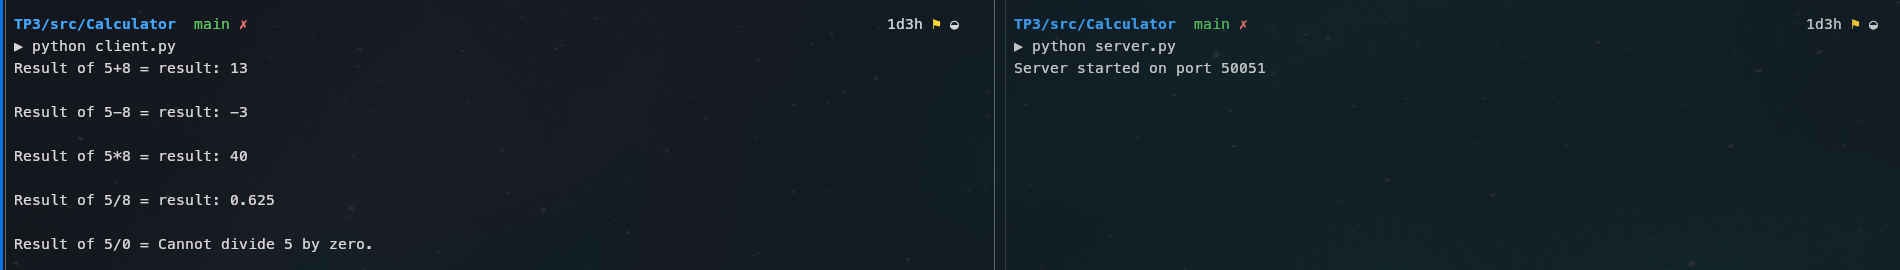 TP3/src/Calculator main ✗ 1d3h
▶ python client.py
Result of 5+8 = result: 13
Result of 5-8 = result: -3
Result of 5*8 = result: 40
Result of 5/8 = result: 0.625
Result of 5/0 = Cannot divide 5 by zero.
TP3/src/Calculator main ✗ 1d3h
▶ python server.py
Server started on port 50051